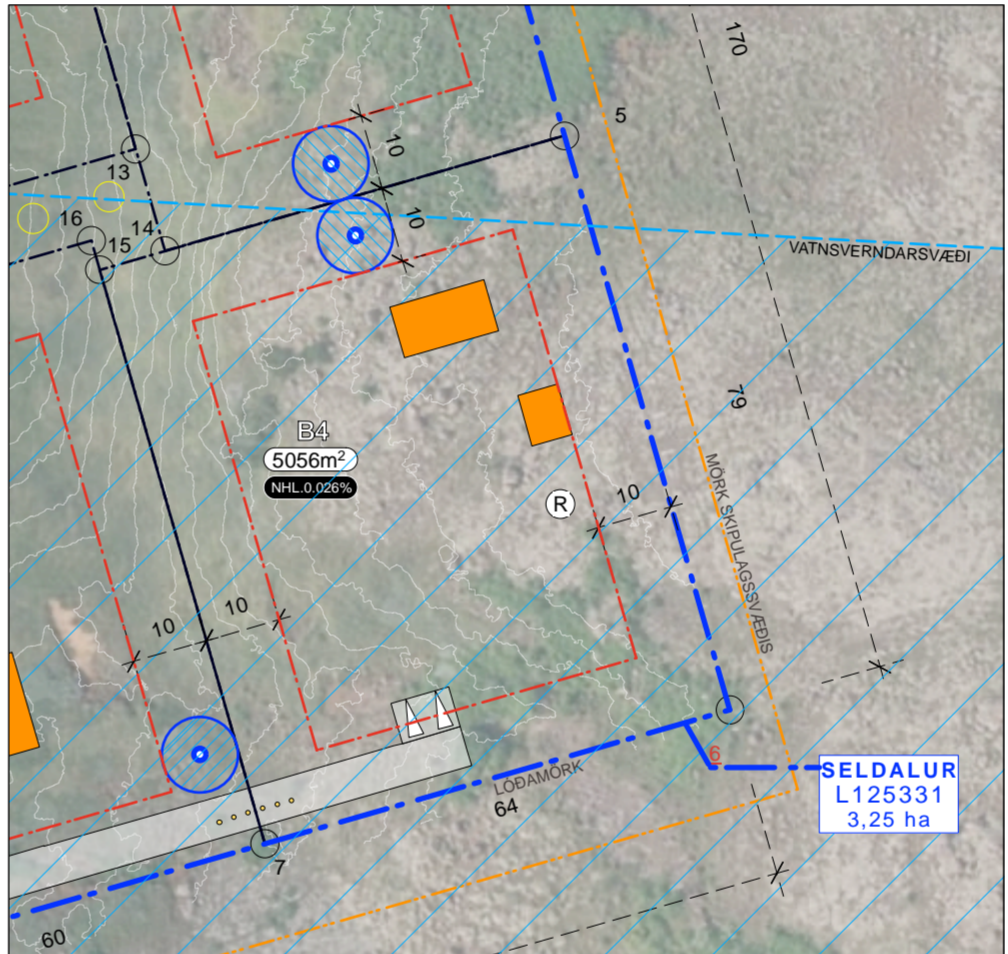 170
5
10
13
16
14
15
10
VATNSVERNDARSVÆÐI
79
B4
5056m²
NHL.0.026%
MÖRK SKIPULAGSSVÆÐIS
R
10
10
10
6
SELDALUR
L125331
3,25 ha
LÓÐAMÖRK
64
7
60